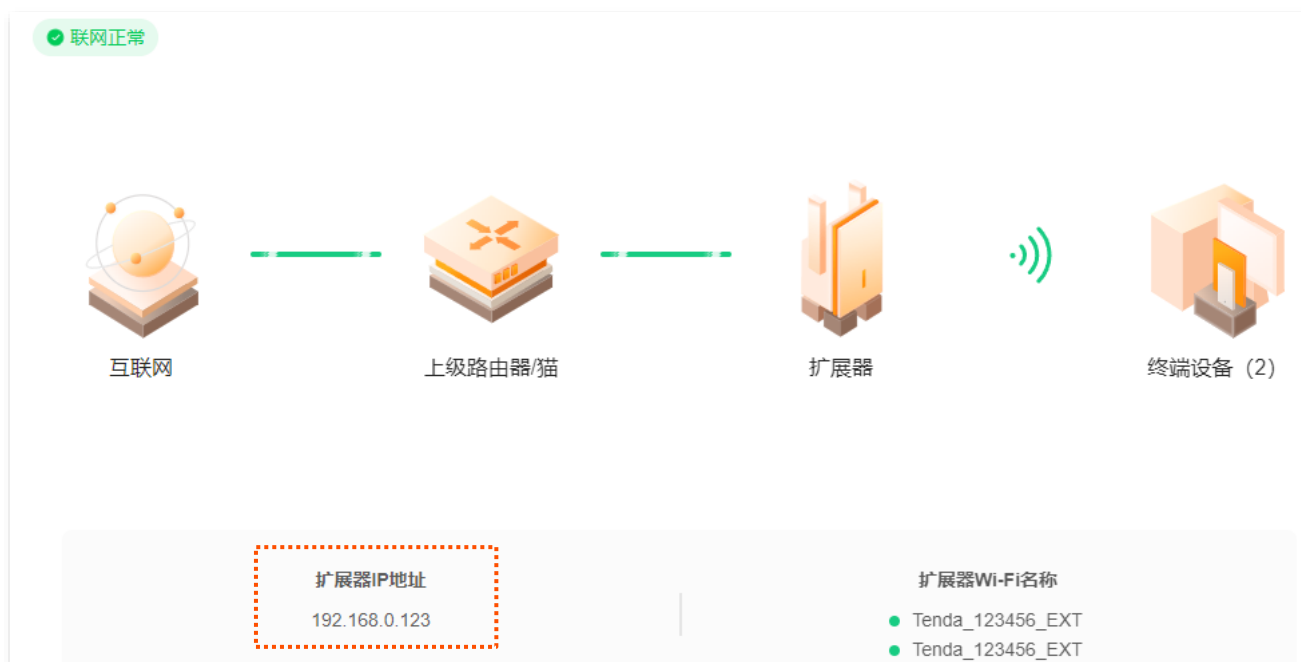 联网正常
互联网
上级路由器/猫
扩展器
终端设备（2）
扩展器IP地址
192.168.0.123
扩展器Wi-Fi名称
Tenda_123456_EXT
Tenda_123456_EXT